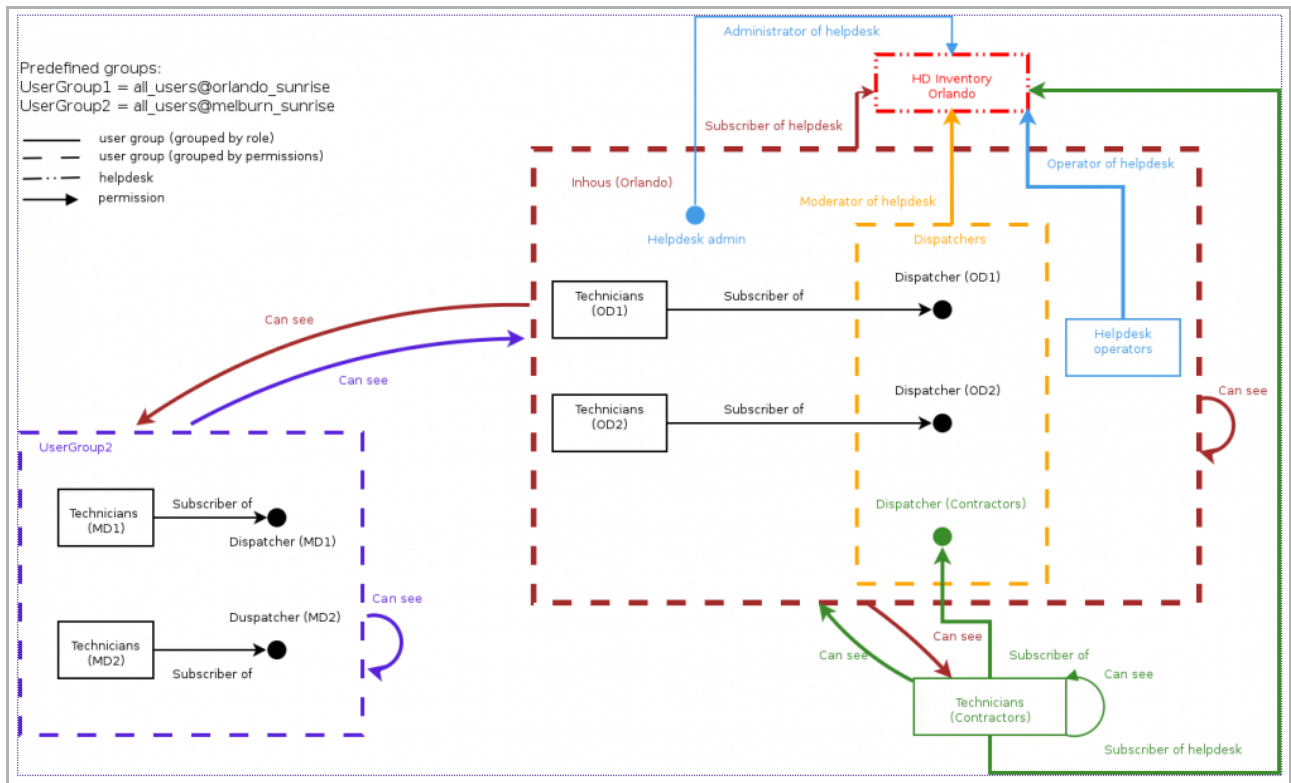 Administrator of helpdesk
Predefined groups:
UserGroup1 = all_users@orlando_sunrise
UserGroup2 = all_users@melburn_sunrise
user group (grouped by role)
user group (grouped by permissions)
helpdesk
permission
HD Inventory
Orlando
Subscriber of helpdesk
Operator of helpdesk
Inhous (Orlando)
Moderator of helpdesk
Helpdesk admin
Dispatchers
Technicians
(OD1)
Subscriber of
Dispatcher (OD1)
Helpdesk
operators
Can see
Can see
Technicians
(OD2)
Subscriber of
Dispatcher (OD2)
Can see
UserGroup2
Technicians
(MD1)
Subscriber of
Dispatcher (MD1)
Dispatcher (Contractors)
Can see
Technicians
(MD2)
Duspatcher (MD2)
Subscriber of
Can see
Can see
Subscriber of
Can see
Technicians
(Contractors)
Subscriber of helpdesk